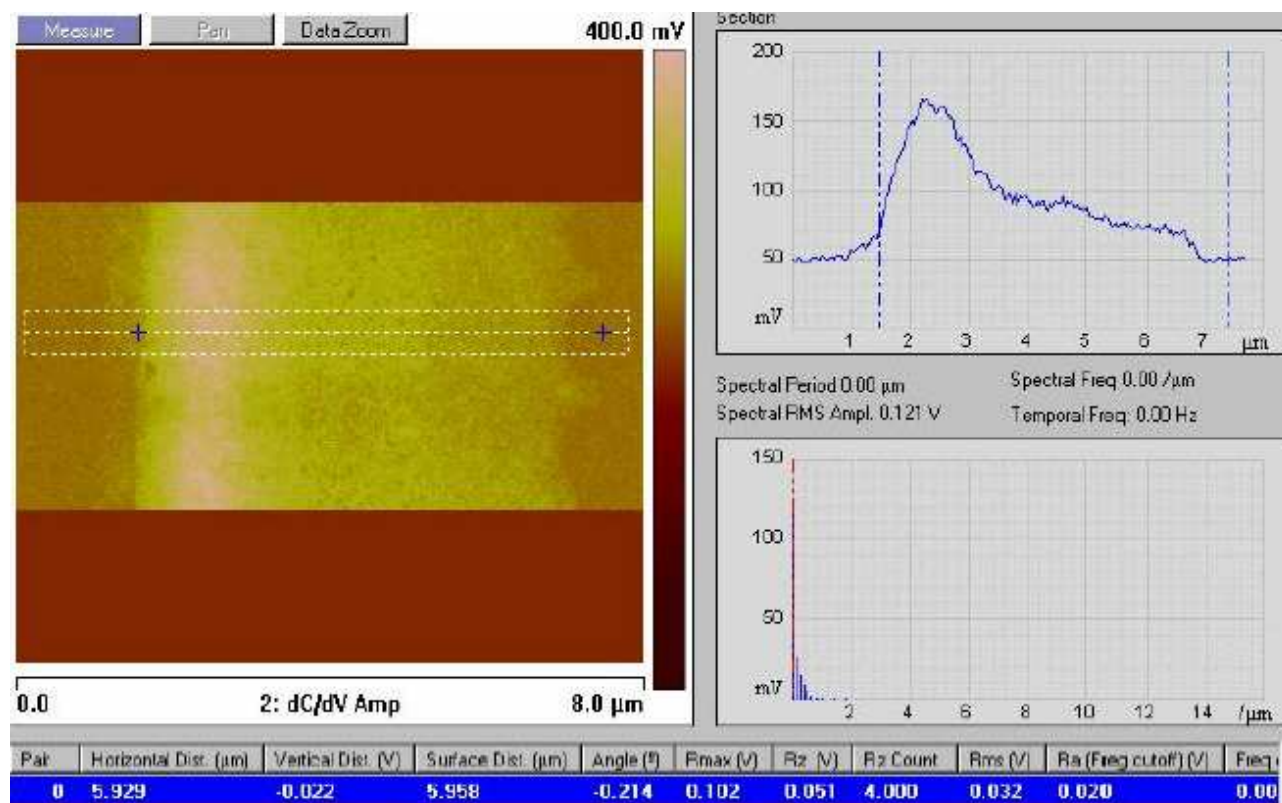 Measure Pan Data Zoom 400.0 mV
0.0 2: dC/dV Amp 8.0 µm
Section
200
150
100
50
mV
1 2 3 4 5 6 7 µm
Spectral Period 0.00 µm Spectral Freq 0.00 /µm
Spectral RMS Ampl. 0.121 V Temporal Freq: 0.00 Hz
150
100
50
mV
2 4 6 8 10 12 14 /µm
Pair Horizontal Dist. (µm) Vertical Dist. (V) Surface Dist. (µm) Angle (°) Rmax (V) Rz (V) Rz Count Rms (V) Ra (Freq cutoff) (V) Freq
0 5.929 -0.022 5.958 -0.214 0.102 0.051 4.000 0.032 0.020 0.00